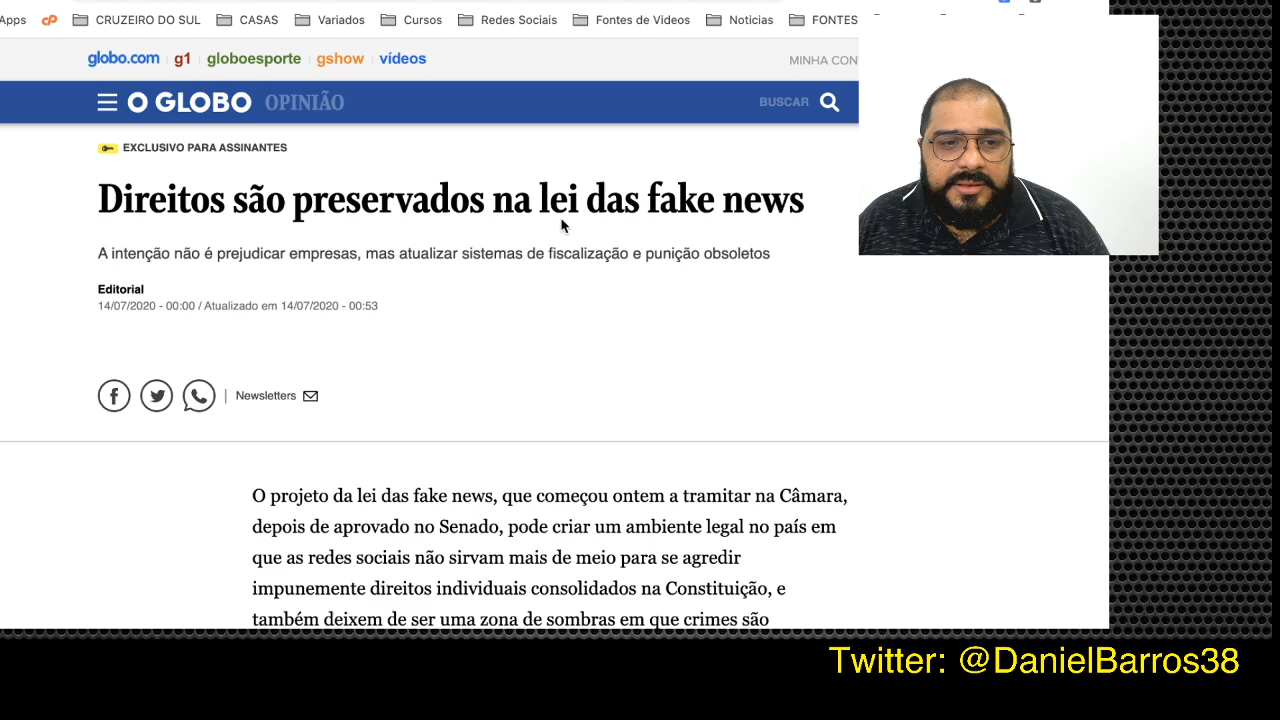 Apps CRUZEIRO DO SUL CASAS Variados Cursos Redes Sociais Fontes de Videos Noticias FONTES
globo.com g1 globoesporte gshow vídeos MINHA CON
O GLOBO OPINIÃO BUSCAR
EXCLUSIVO PARA ASSINANTES
Direitos são preservados na lei das fake news
A intenção não é prejudicar empresas, mas atualizar sistemas de fiscalização e punição obsoletos
Editorial
14/07/2020 - 00:00 / Atualizado em 14/07/2020 - 00:53
Newsletters
O projeto da lei das fake news, que começou ontem a tramitar na Câmara,
depois de aprovado no Senado, pode criar um ambiente legal no país em
que as redes sociais não sirvam mais de meio para se agredir
impunemente direitos individuais consolidados na Constituição, e
também deixem de ser uma zona de sombras em que crimes são
Twitter: @DanielBarros38